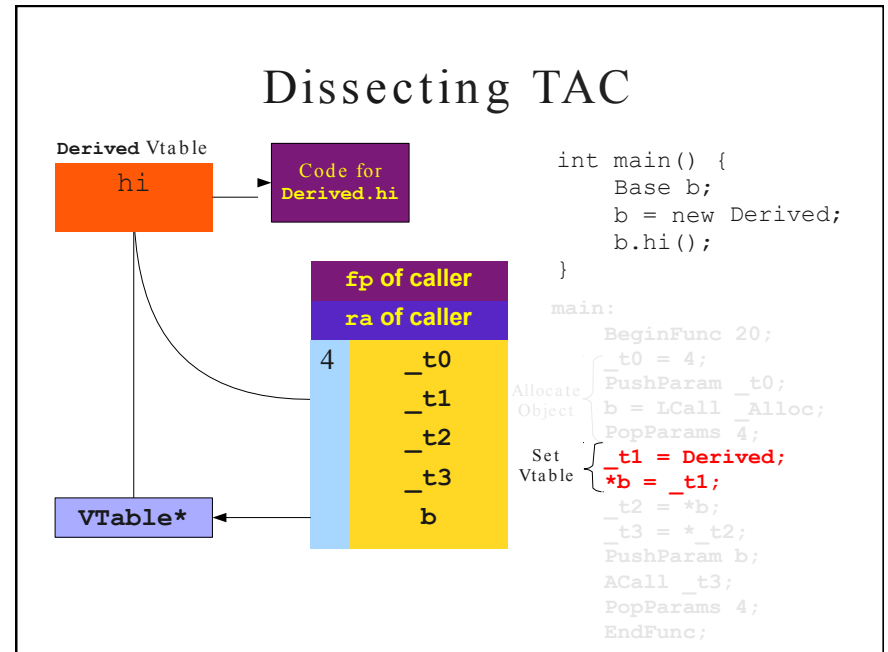 Dissecting TAC
Derived Vtable
hi
Code for
Derived.hi
int main() {
Base b;
b = new Derived;
b.hi();
}
fp of caller
ra of caller
4 _t0
_t1
_t2
_t3
b
VTable*
main:
BeginFunc 20;
_t0 = 4;
PushParam _t0;
b = LCall _Alloc;
PopParams 4;
Allocate
Object
Set
Vtable
_t1 = Derived;
*b = _t1;
_t2 = *b;
_t3 = *_t2;
PushParam b;
ACall _t3;
PopParams 4;
EndFunc;